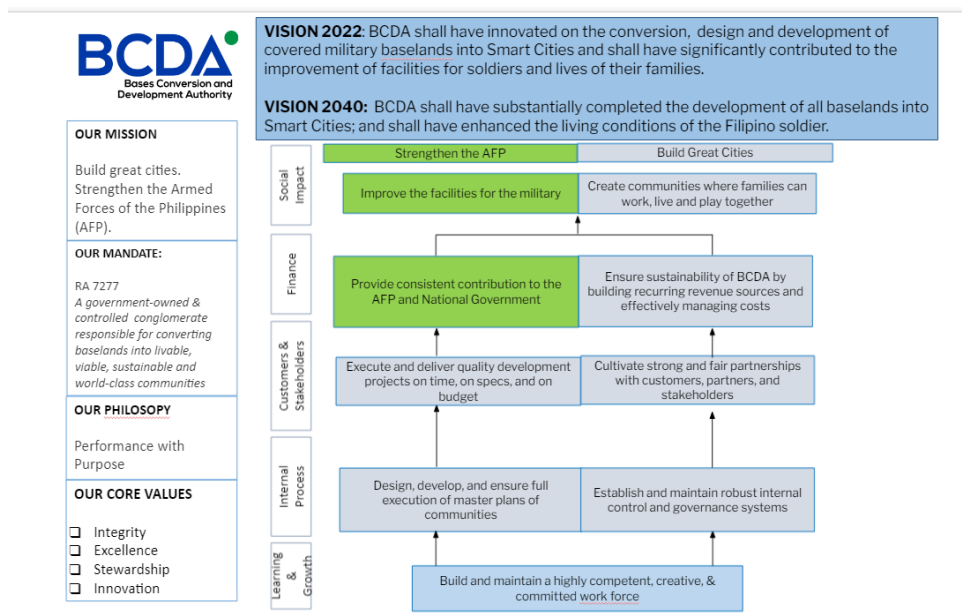 BCDA
Bases Conversion and
Development Authority
VISION 2022: BCDA shall have innovated on the conversion, design and development of
covered military baselands into Smart Cities and shall have significantly contributed to the
improvement of facilities for soldiers and lives of their families.
VISION 2040: BCDA shall have substantially completed the development of all baselands into
Smart Cities; and shall have enhanced the living conditions of the Filipino soldier.
OUR MISSION
Build great cities.
Strengthen the Armed
Forces of the Philippines
(AFP).
OUR MANDATE:
RA 7277
A government-owned &
controlled conglomerate
responsible for converting
baselands into livable,
viable, sustainable and
world-class communities
OUR PHILOSOPY
Performance with
Purpose
OUR CORE VALUES
❑ Integrity
❑ Excellence
❑ Stewardship
❑ Innovation
Strengthen the AFP
Build Great Cities
Social
Impact
Improve the facilities for the military
Create communities where families can
work, live and play together
Finance
Provide consistent contribution to the
AFP and National Government
Ensure sustainability of BCDA by
building recurring revenue sources and
effectively managing costs
Customers &
Stakeholders
Execute and deliver quality development
projects on time, on specs, and on
budget
Cultivate strong and fair partnerships
with customers, partners, and
stakeholders
Internal
Process
Design, develop, and ensure full
execution of master plans of
communities
Establish and maintain robust internal
control and governance systems
Learning
&
Growth
Build and maintain a highly competent, creative, &
committed work force